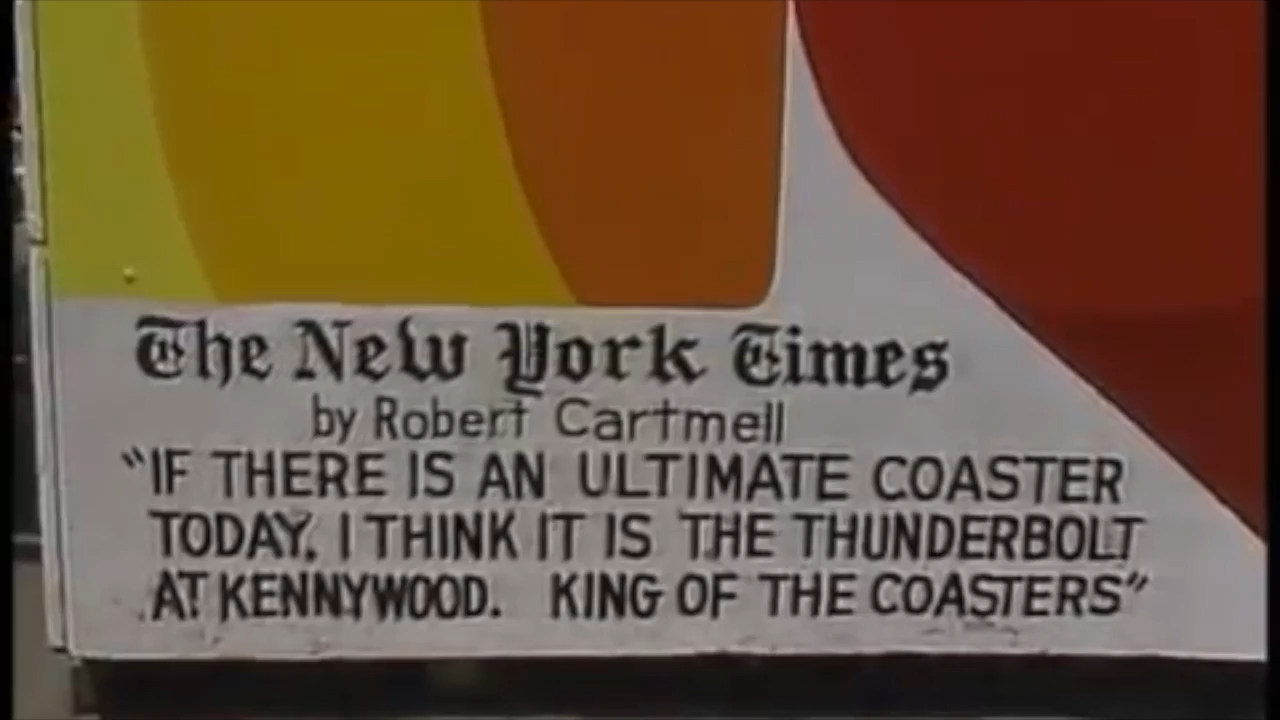 The New York Times
by Robert Cartmell
"IF THERE IS AN ULTIMATE COASTER
TODAY, I THINK IT IS THE THUNDERBOLT
AT KENNYWOOD. KING OF THE COASTERS"